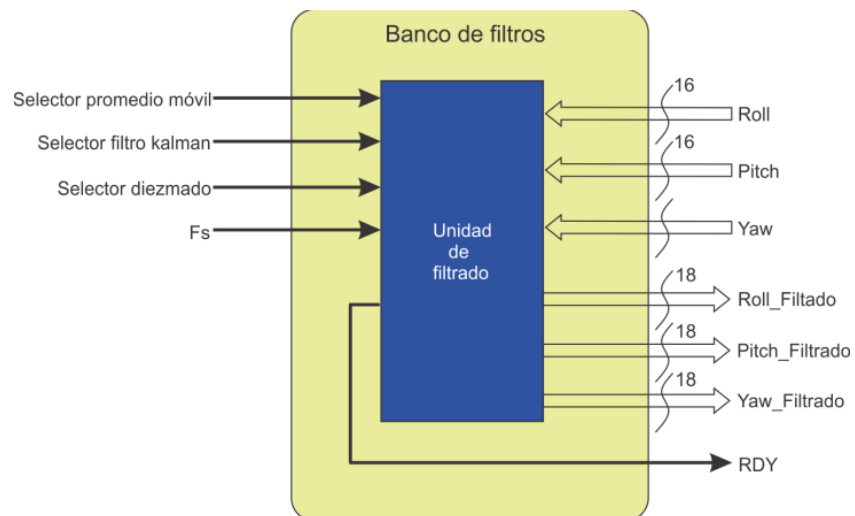 Banco de filtros
Selector promedio móvil
Selector filtro kalman
Selector diezmado
Fs
Unidad
de
filtrado
16
Roll
16
Pitch
Yaw
18
Roll_Filtado
18
Pitch_Filtrado
18
Yaw_Filtrado
RDY